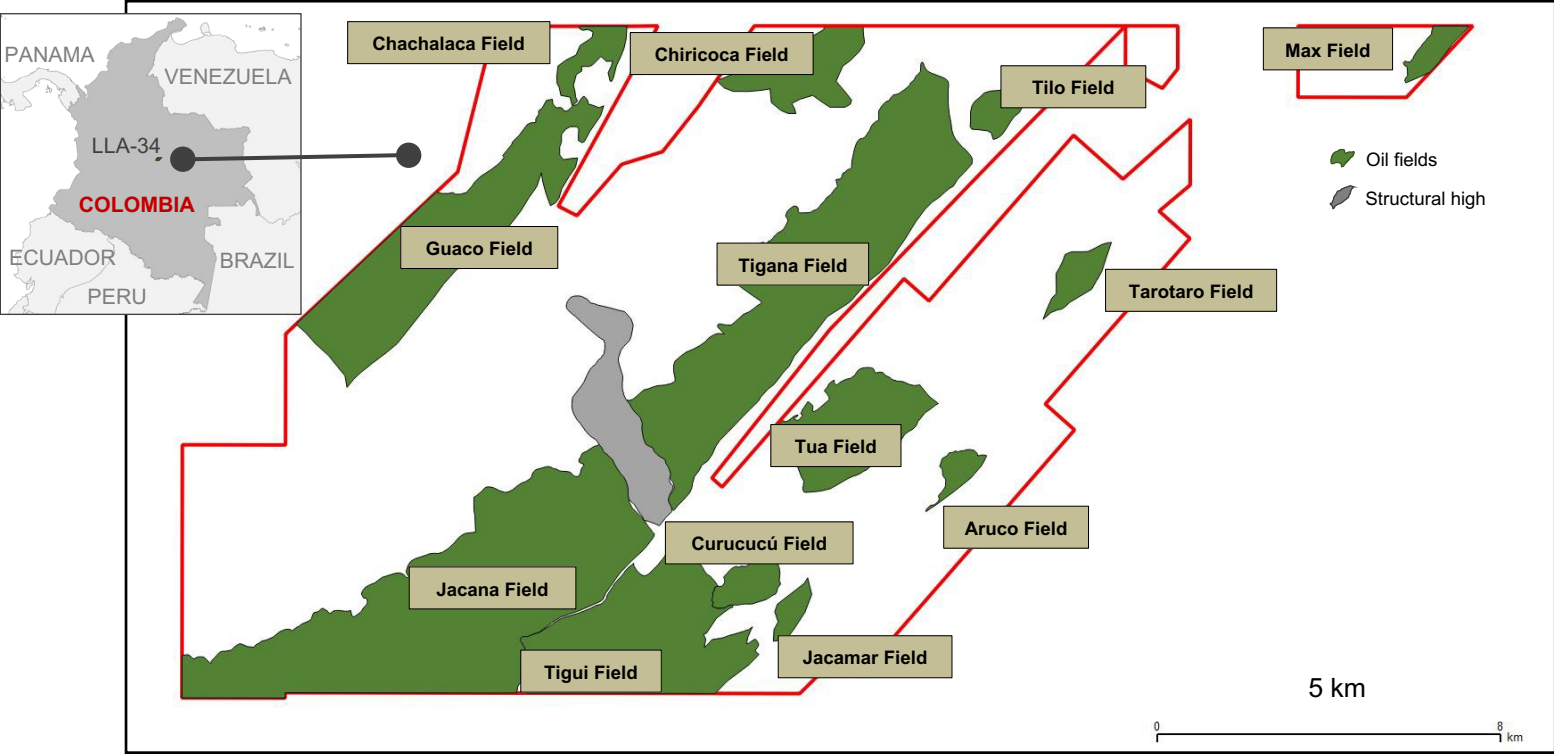 PANAMA
VENEZUELA
LLA-34
COLOMBIA
ECUADOR
BRAZIL
PERU
Chachalaca Field
Chiricoca Field
Tilo Field
Max Field
Oil fields
Structural high
Guaco Field
Tigana Field
Tarotaro Field
Tua Field
Aruco Field
Curucucú Field
Jacana Field
Tigui Field
Jacamar Field
5 km
0
8
km